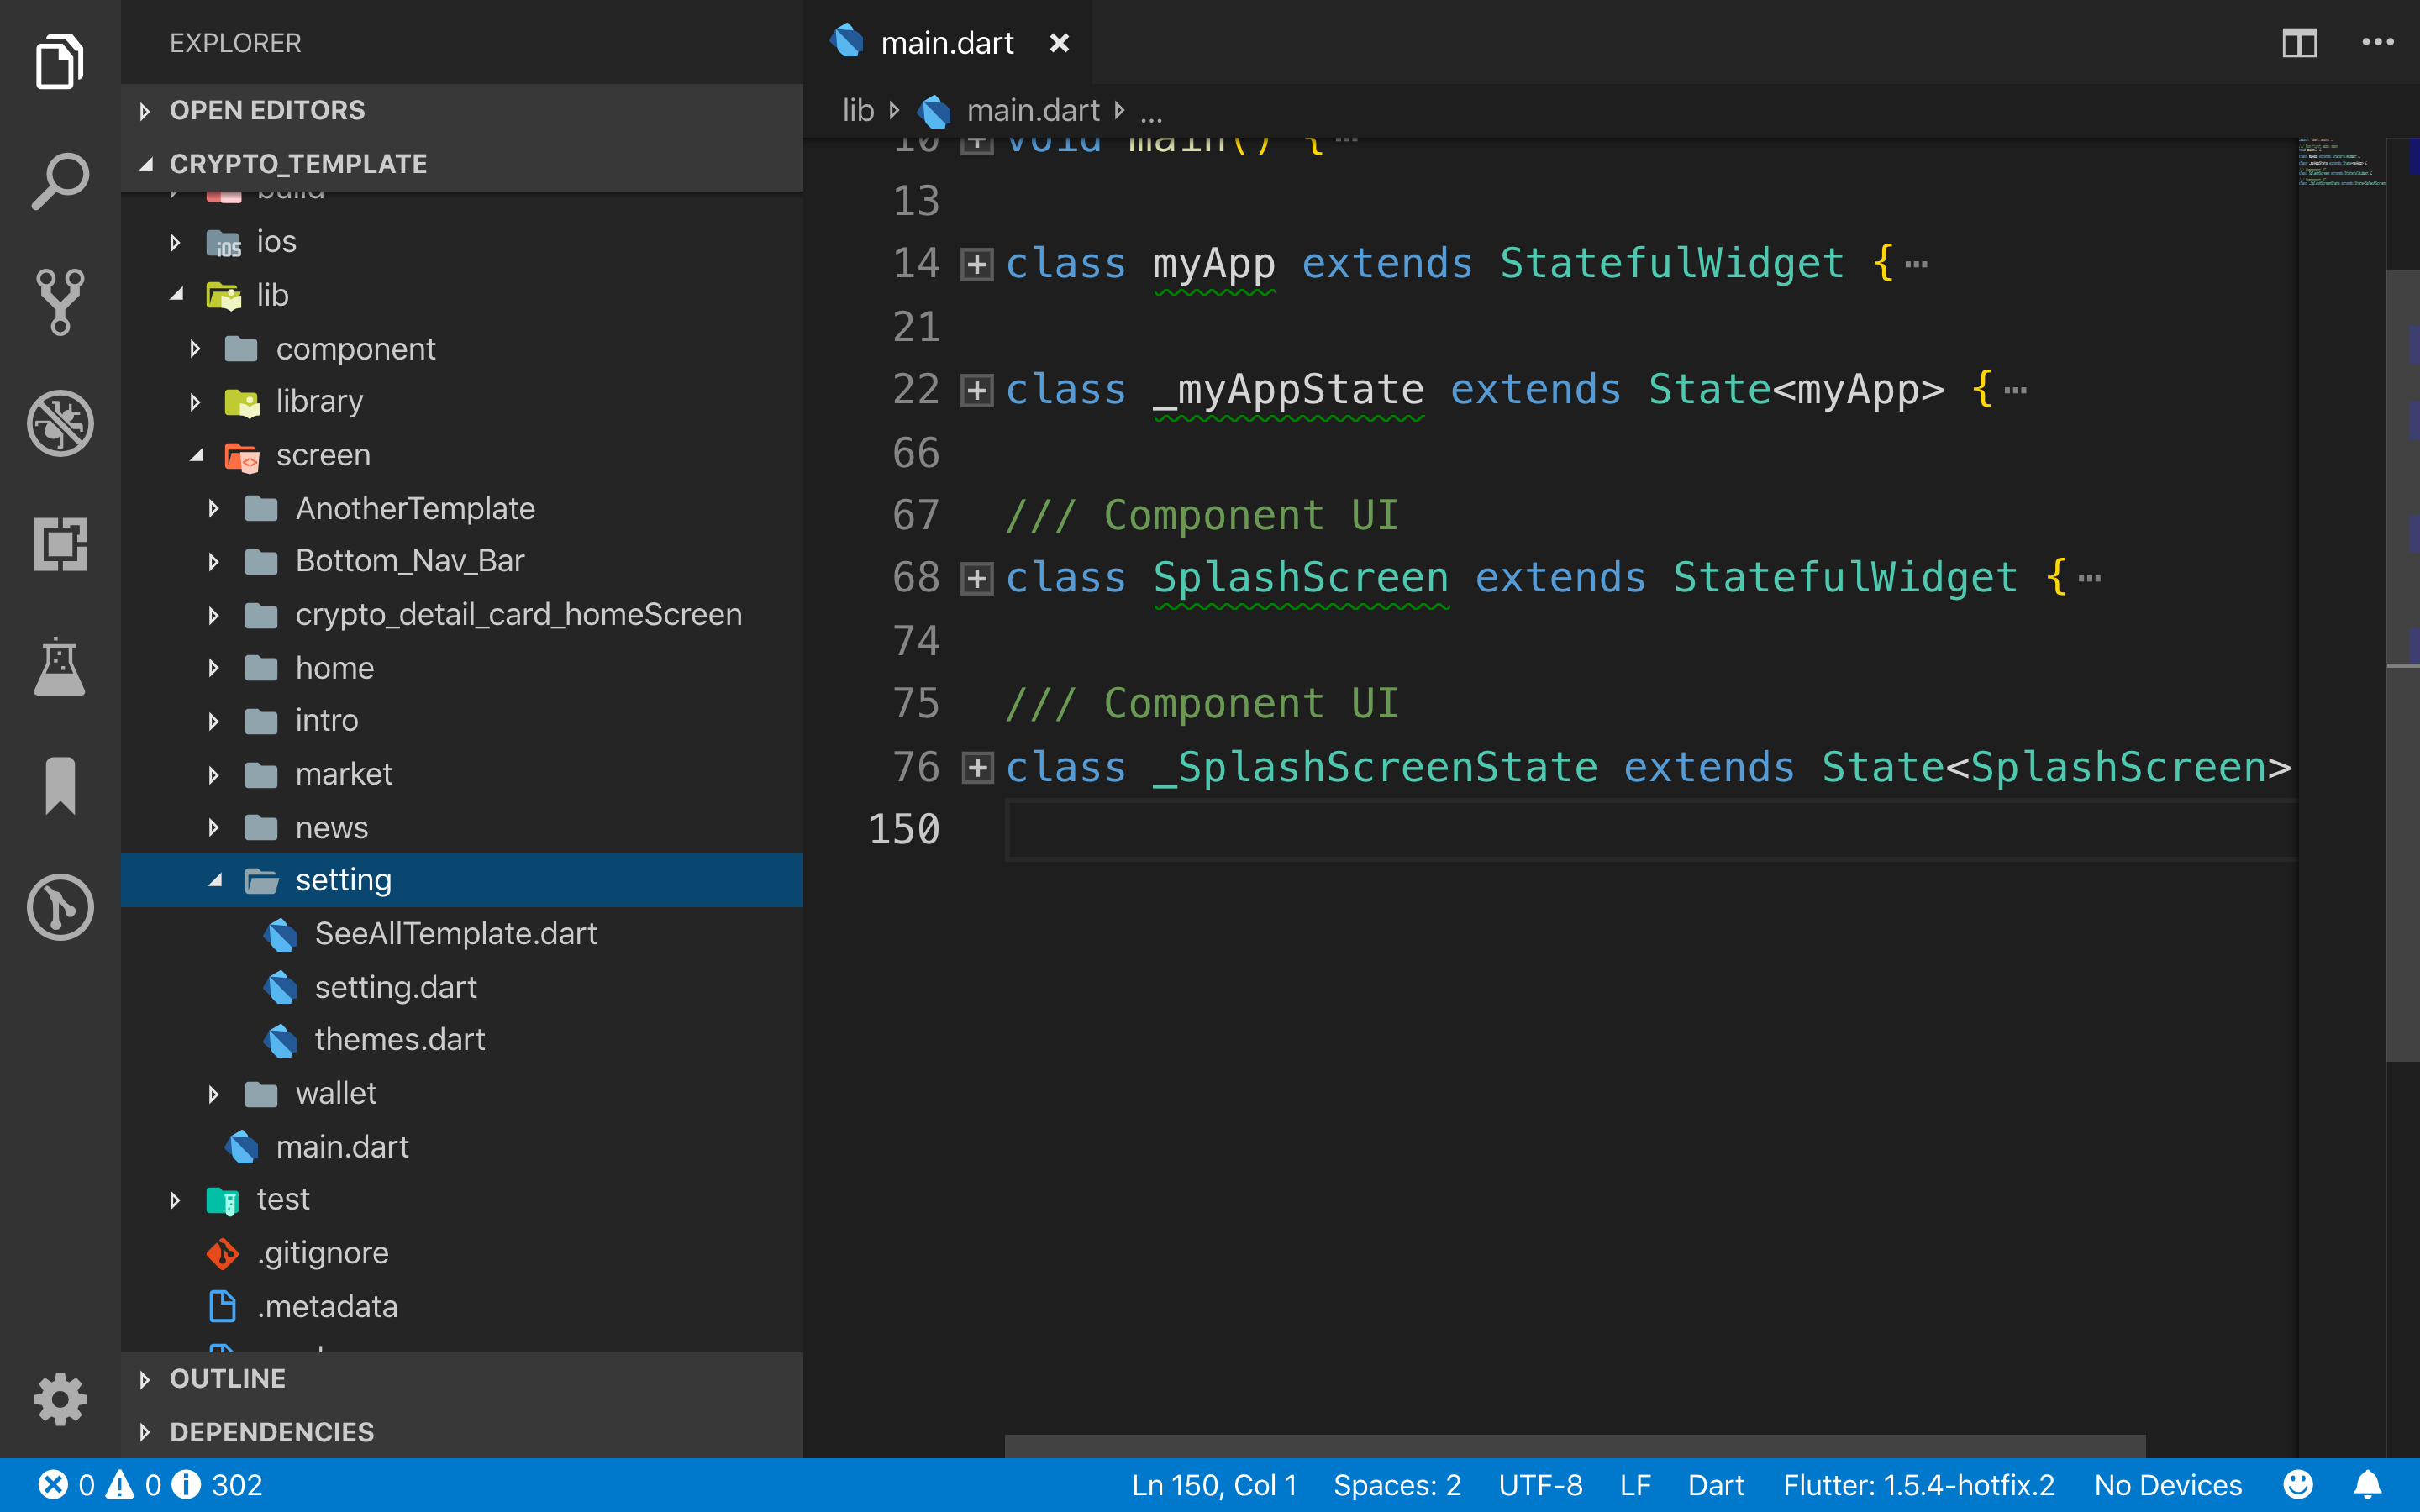 EXPLORER
OPEN EDITORS
CRYPTO_TEMPLATE
build
ios
lib
component
library
screen
AnotherTemplate
Bottom_Nav_Bar
crypto_detail_card_homeScreen
home
intro
market
news
setting
SeeAllTemplate.dart
setting.dart
themes.dart
wallet
main.dart
test
.gitignore
.metadata
OUTLINE
DEPENDENCIES
main.dart
lib main.dart ...
10 void main() {…
13
14 class myApp extends StatefulWidget {…
21
22 class _myAppState extends State<myApp> {…
66
67 /// Component UI
68 class SplashScreen extends StatefulWidget {…
74
75 /// Component UI
76 class _SplashScreenState extends State<SplashScreen>
150
0 0 302 Ln 150, Col 1 Spaces: 2 UTF-8 LF Dart Flutter: 1.5.4-hotfix.2 No Devices